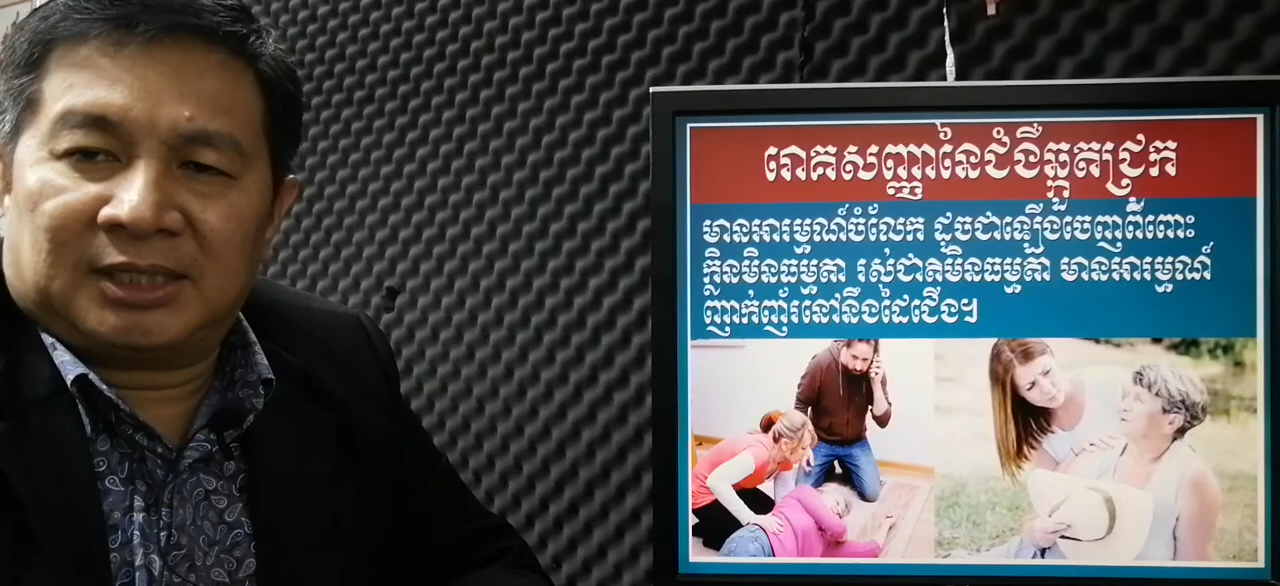 រោគសញ្ញានៃជំងឺឆ្កួតជ្រូក
មានអារម្មណ៍ចំលែក ដូចជាឡើងចេញពីពោះ
ក្លិនមិនធម្មតា រស់ជាតិមិនធម្មតា មានអារម្មណ៍
ញាក់ញ័រនៅនឹងដៃជើង។